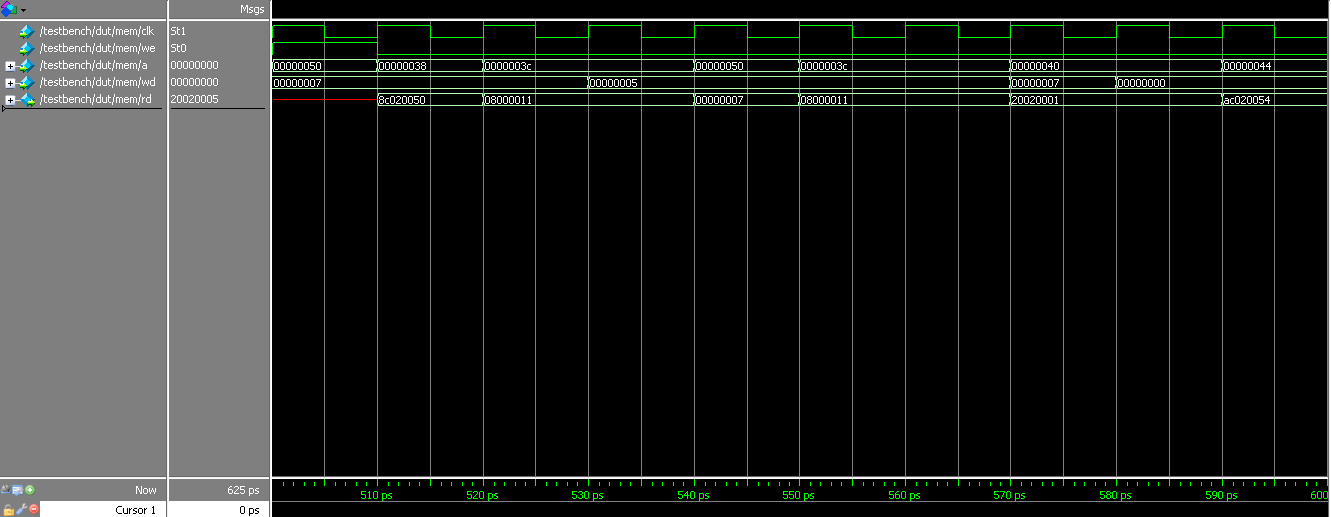 Msgs
/testbench/dut/mem/clk St1
/testbench/dut/mem/we St0
/testbench/dut/mem/a 00000000 00000050 00000038 0000003c 00000050 0000003c 00000040 00000044
/testbench/dut/mem/wd 00000000 00000007 00000005 00000007 00000000
/testbench/dut/mem/rd 20020005 8c020050 08000011 00000007 08000011 20020001 ac020054
Now 625 ps 510 ps 520 ps 530 ps 540 ps 550 ps 560 ps 570 ps 580 ps 590 ps 600
Cursor 1 0 ps